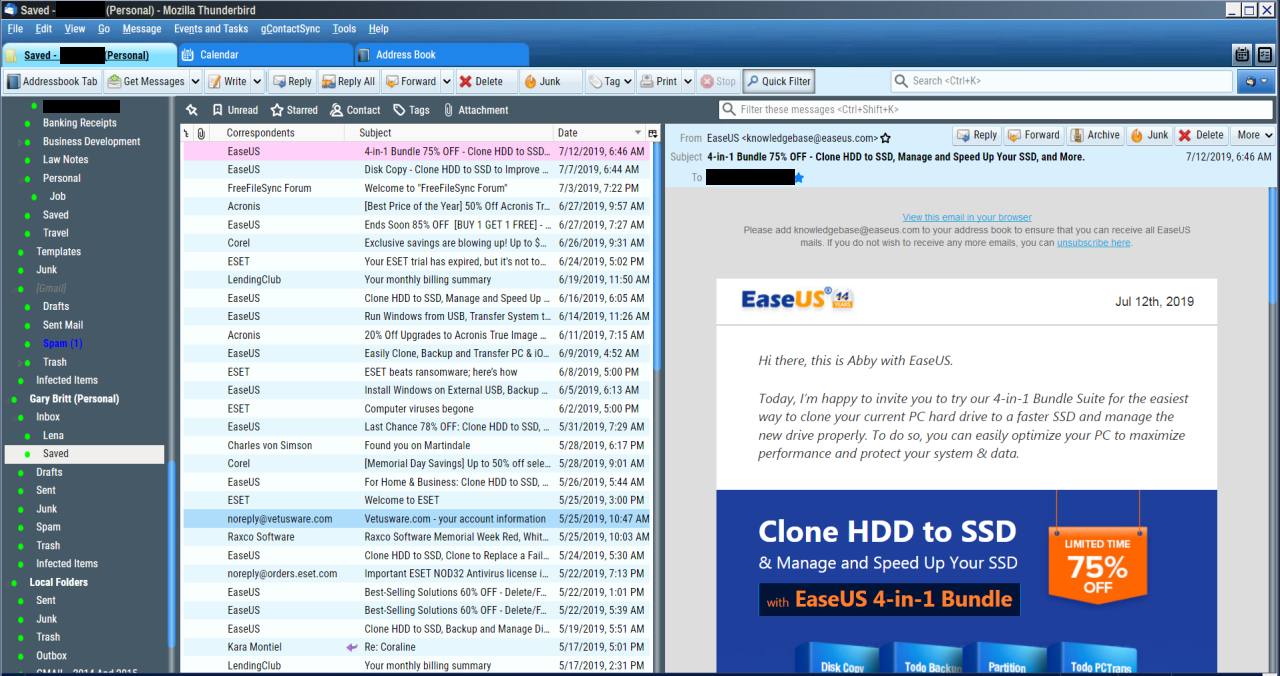 Saved - (Personal) - Mozilla Thunderbird
File Edit View Go Message Events and Tasks gContactSync Tools Help
Saved - (Personal) Calendar Address Book
Addressbook Tab Get Messages Write Reply Reply All Forward Delete Junk Tag Print Stop Quick Filter Search <Ctrl+K>
Unread Starred Contact Tags Attachment Filter these messages <Ctrl+Shift+K>
Banking Receipts
Business Development
Law Notes
Personal
Job
Saved
Travel
Templates
Junk
[Gmail]
Drafts
Sent Mail
Spam (1)
Trash
Infected Items
Gary Britt (Personal)
Inbox
Lena
Saved
Drafts
Sent
Junk
Spam
Trash
Infected Items
Local Folders
Sent
Junk
Trash
Outbox
GMAIL - 2014 And 2015
Correspondents Subject Date
EaseUS 4-in-1 Bundle 75% OFF - Clone HDD to SSD... 7/12/2019, 6:46 AM
EaseUS Disk Copy - Clone HDD to SSD to Improve ... 7/7/2019, 6:44 AM
FreeFileSync Forum Welcome to "FreeFileSync Forum" 7/3/2019, 7:22 PM
Acronis [Best Price of the Year] 50% Off Acronis Tr... 6/27/2019, 9:57 AM
EaseUS Ends Soon 85% OFF [BUY 1 GET 1 FREE] - ... 6/27/2019, 7:27 AM
Corel Exclusive savings are blowing up! Up to $... 6/26/2019, 9:31 AM
ESET Your ESET trial has expired, but it's not to... 6/24/2019, 5:02 PM
LendingClub Your monthly billing summary 6/19/2019, 11:50 AM
EaseUS Clone HDD to SSD, Manage and Speed Up ... 6/16/2019, 6:05 AM
EaseUS Run Windows from USB, Transfer System t... 6/14/2019, 11:26 AM
Acronis 20% Off Upgrades to Acronis True Image ... 6/11/2019, 7:15 AM
EaseUS Easily Clone, Backup and Transfer PC & iO... 6/9/2019, 4:52 AM
ESET ESET beats ransomware; here's how 6/8/2019, 5:00 PM
EaseUS Install Windows on External USB, Backup ... 6/5/2019, 6:13 AM
ESET Computer viruses begone 6/2/2019, 5:00 PM
EaseUS Last Chance 78% OFF: Clone HDD to SSD, ... 5/31/2019, 7:29 AM
Charles von Simson Found you on Martindale 5/28/2019, 6:17 PM
Corel [Memorial Day Savings] Up to 50% off sele... 5/28/2019, 9:01 AM
EaseUS For Home & Business: Clone HDD to SSD, ... 5/26/2019, 5:44 AM
ESET Welcome to ESET 5/25/2019, 3:00 PM
noreply@vetusware.com Vetusware.com - your account information 5/25/2019, 10:47 AM
Raxco Software Raxco Software Memorial Week Red, Whit... 5/25/2019, 10:03 AM
EaseUS Clone HDD to SSD, Clone to Replace a Fail... 5/24/2019, 5:30 AM
noreply@orders.eset.com Important ESET NOD32 Antivirus license i... 5/22/2019, 7:13 PM
EaseUS Best-Selling Solutions 60% OFF - Delete/F... 5/22/2019, 1:01 PM
EaseUS Best-Selling Solutions 60% OFF - Delete/F... 5/22/2019, 5:39 AM
EaseUS Clone HDD to SSD, Backup and Manage Di... 5/19/2019, 5:51 AM
Kara Montiel Re: Coraline 5/17/2019, 5:01 PM
LendingClub Your monthly billing summary 5/17/2019, 2:31 PM
From EaseUS <knowledgebase@easeus.com> Reply Forward Archive Junk Delete More
Subject 4-in-1 Bundle 75% OFF - Clone HDD to SSD, Manage and Speed Up Your SSD, and More. 7/12/2019, 6:46 AM
To
View this email in your browser
Please add knowledgebase@easeus.com to your address book to ensure that you can receive all EaseUS
mails. If you do not wish to receive any more emails, you can unsubscribe here.
EaseUS® 14 YEARS Jul 12th, 2019
Hi there, this is Abby with EaseUS.
Today, I'm happy to invite you to try our 4-in-1 Bundle Suite for the easiest
way to clone your current PC hard drive to a faster SSD and manage the
new drive properly. To do so, you can easily optimize your PC to maximize
performance and protect your system & data.
Clone HDD to SSD
& Manage and Speed Up Your SSD
with EaseUS 4-in-1 Bundle
LIMITED TIME
75%
OFF
Disk Copy Todo Backup Partition Todo PCTrans